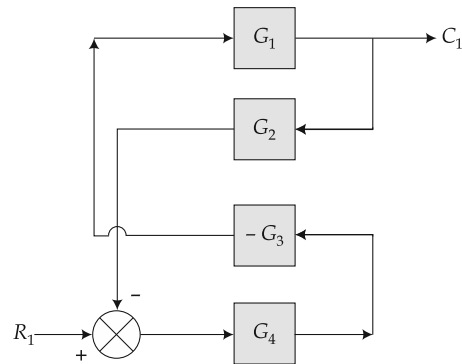 G₁
C₁
G₂
– G₃
–
R₁
+
G₄